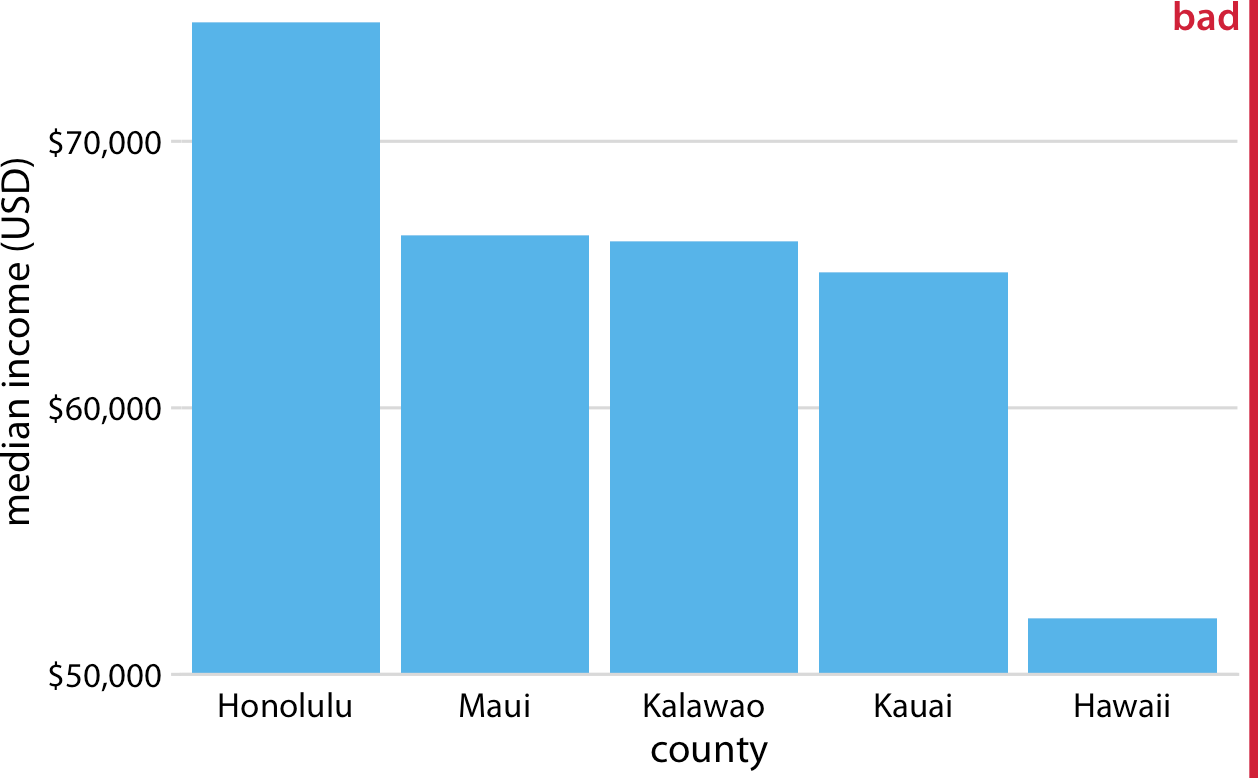 bad
median income (USD)
$70,000
$60,000
$50,000
Honolulu
Maui
Kalawao
Kauai
Hawaii
county